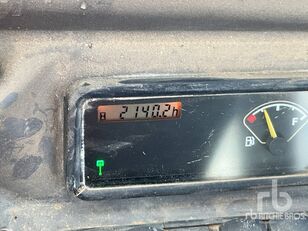 2140.2h
F
rb
RITCHIE BROS.